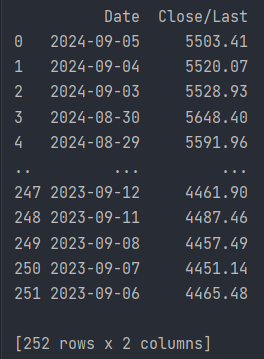 Date Close/Last
0 2024-09-05 5503.41
1 2024-09-04 5520.07
2 2024-09-03 5528.93
3 2024-08-30 5648.40
4 2024-08-29 5591.96
.. ... ...
247 2023-09-12 4461.90
248 2023-09-11 4487.46
249 2023-09-08 4457.49
250 2023-09-07 4451.14
251 2023-09-06 4465.48
[252 rows x 2 columns]